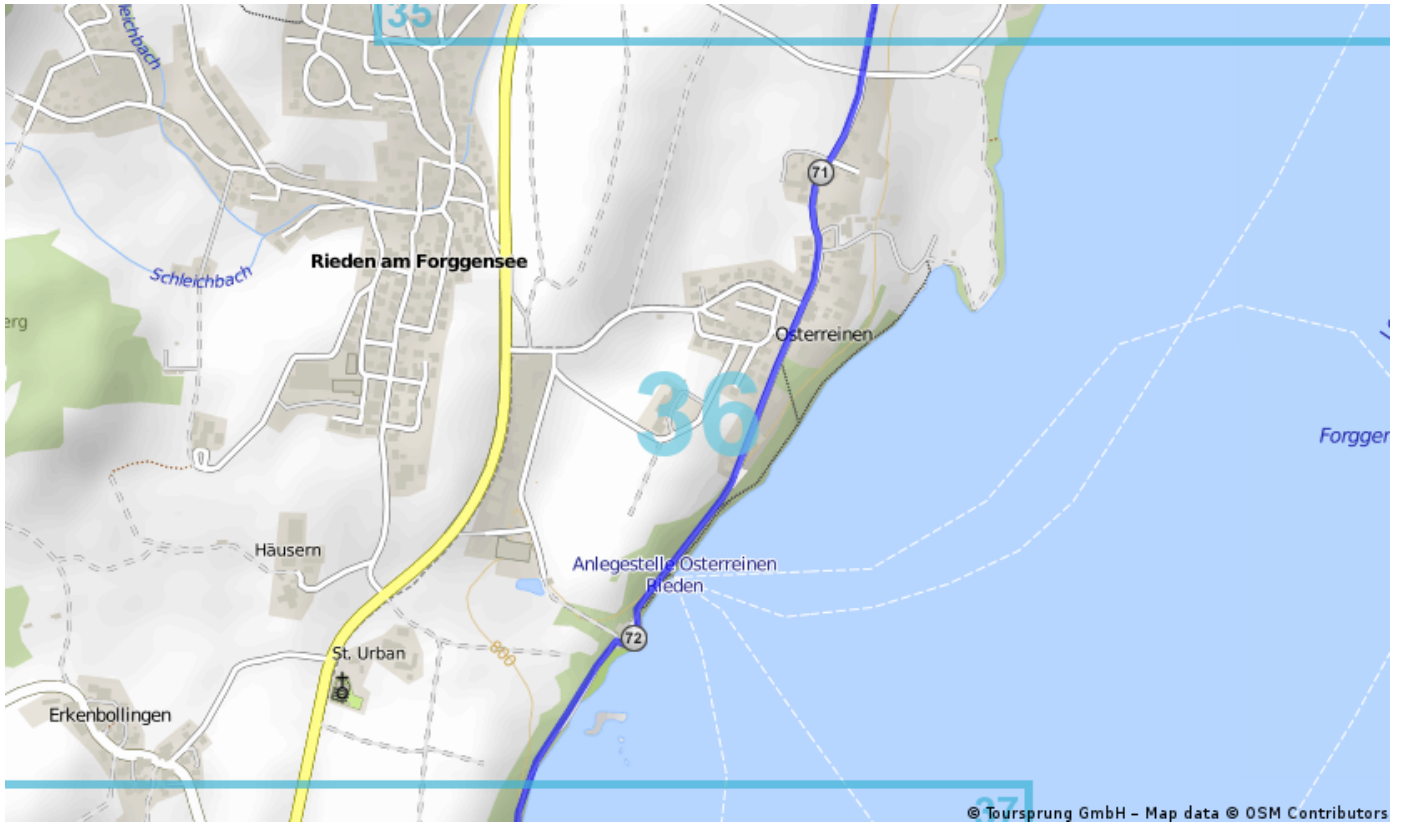 35
leichbach
71
Rieden am Forggensee
Schleichbach
erg
Osterreinen
36
Forgger
Häusern
Anlegestelle Osterreinen
Rieden
72
800
St. Urban
Erkenbollingen
37
© Toursprung GmbH – Map data © OSM Contributors